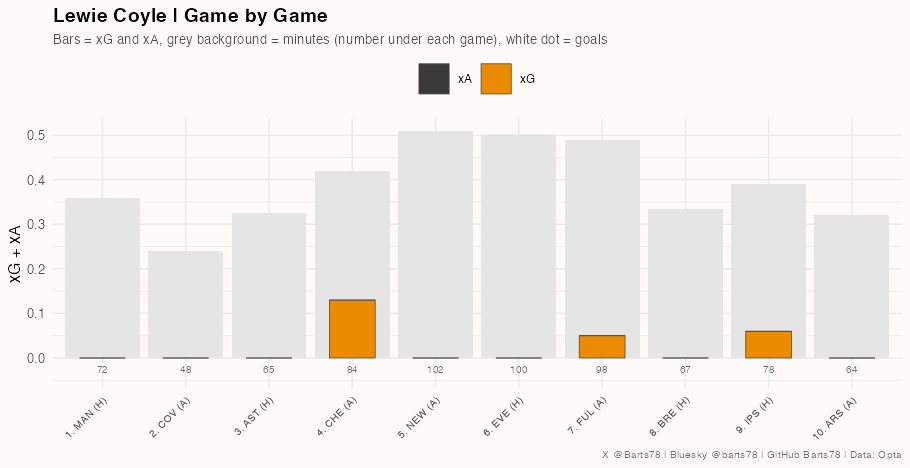 Lewie Coyle | Game by Game
Bars = xG and xA, grey background = minutes (number under each game), white dot = goals
xA xG
xG + xA
0.5
0.4
0.3
0.2
0.1
0.0
72 48 65 84 102 100 98 67 78 64
1. MAN (H) 2. COV (A) 3. AST (H) 4. CHE (A) 5. NEW (A) 6. EVE (H) 7. FUL (A) 8. BRE (H) 9. IPS (H) 10. ARS (A)
X @Barts78 | Bluesky @barts78 | GitHub Barts78 | Data: Opta